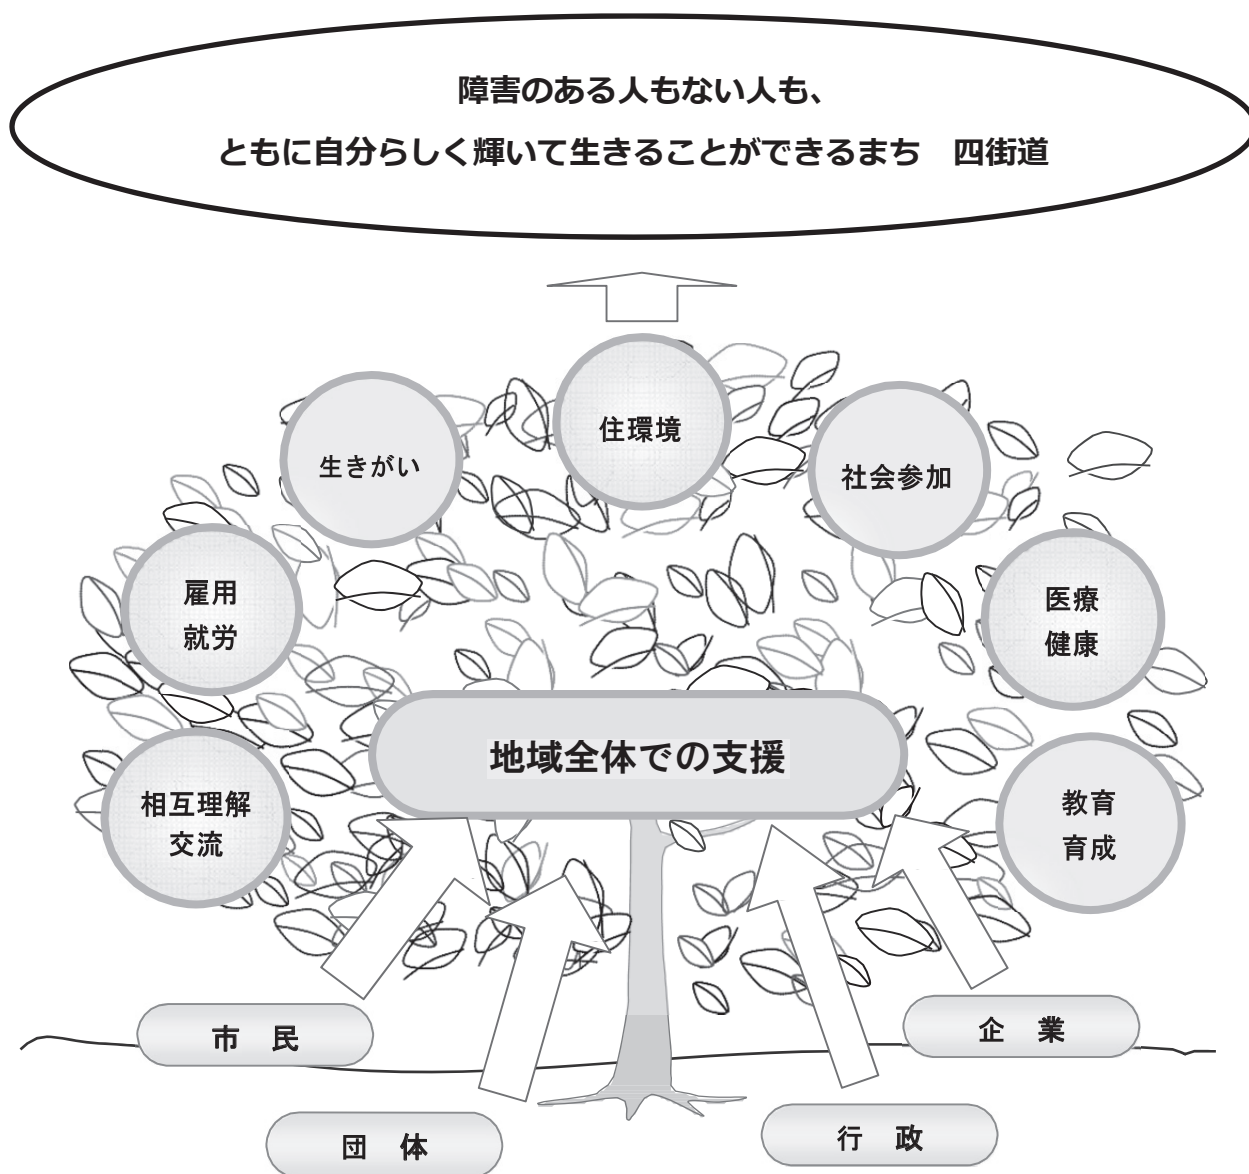 障害のある人もない人も、
ともに自分らしく輝いて生きることができるまち　四街道
住環境
生きがい
社会参加
雇用
就労
医療
健康
地域全体での支援
相互理解
交流
教育
育成
市　民
企　業
団　体
行　政